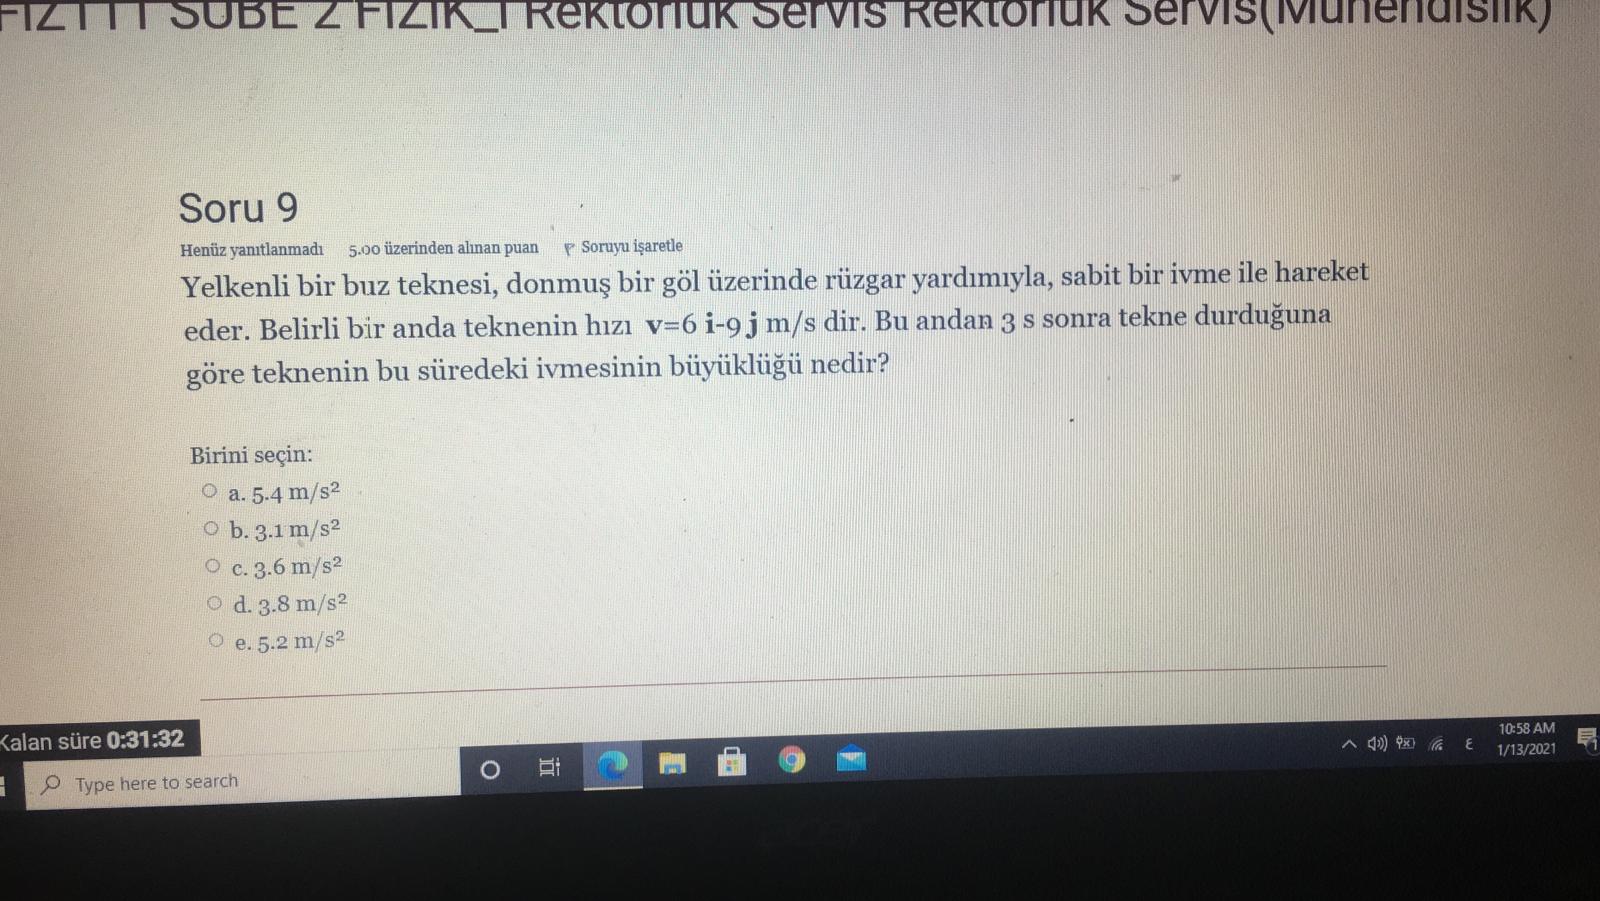 FIZ111 ŞUBE 2 FİZİK_I Rektörlük Servis Rektörlük Servis(Mühendislik)
Soru 9
Henüz yanıtlanmadı 5.00 üzerinden alınan puan Soruyu işaretle
Yelkenli bir buz teknesi, donmuş bir göl üzerinde rüzgar yardımıyla, sabit bir ivme ile hareket
eder. Belirli bir anda teknenin hızı v=6 i-9 j m/s dir. Bu andan 3 s sonra tekne durduğuna
göre teknenin bu süredeki ivmesinin büyüklüğü nedir?
Birini seçin:
a. 5.4 m/s²
b. 3.1 m/s²
c. 3.6 m/s²
d. 3.8 m/s²
e. 5.2 m/s²
Kalan süre 0:31:32
Type here to search
ع
10:58 AM
1/13/2021
1